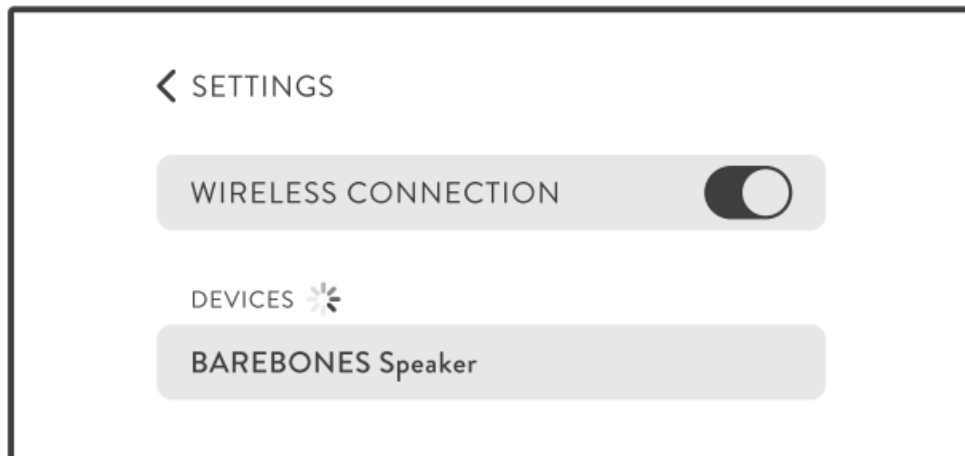 SETTINGS
WIRELESS CONNECTION
DEVICES
BAREBONES Speaker